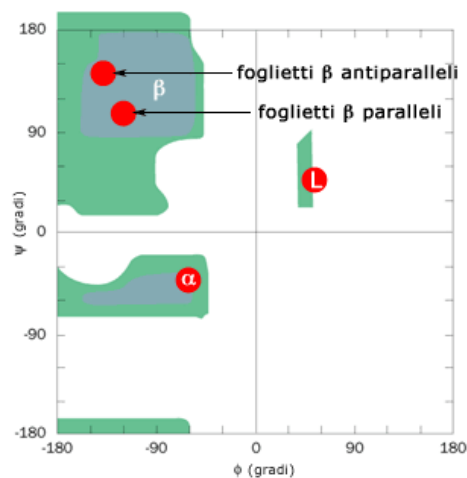 180
foglietti β antiparalleli
β
foglietti β paralleli
90
L
ψ (gradi)
0
α
-90
-180
-180
-90
0
90
180
ϕ (gradi)